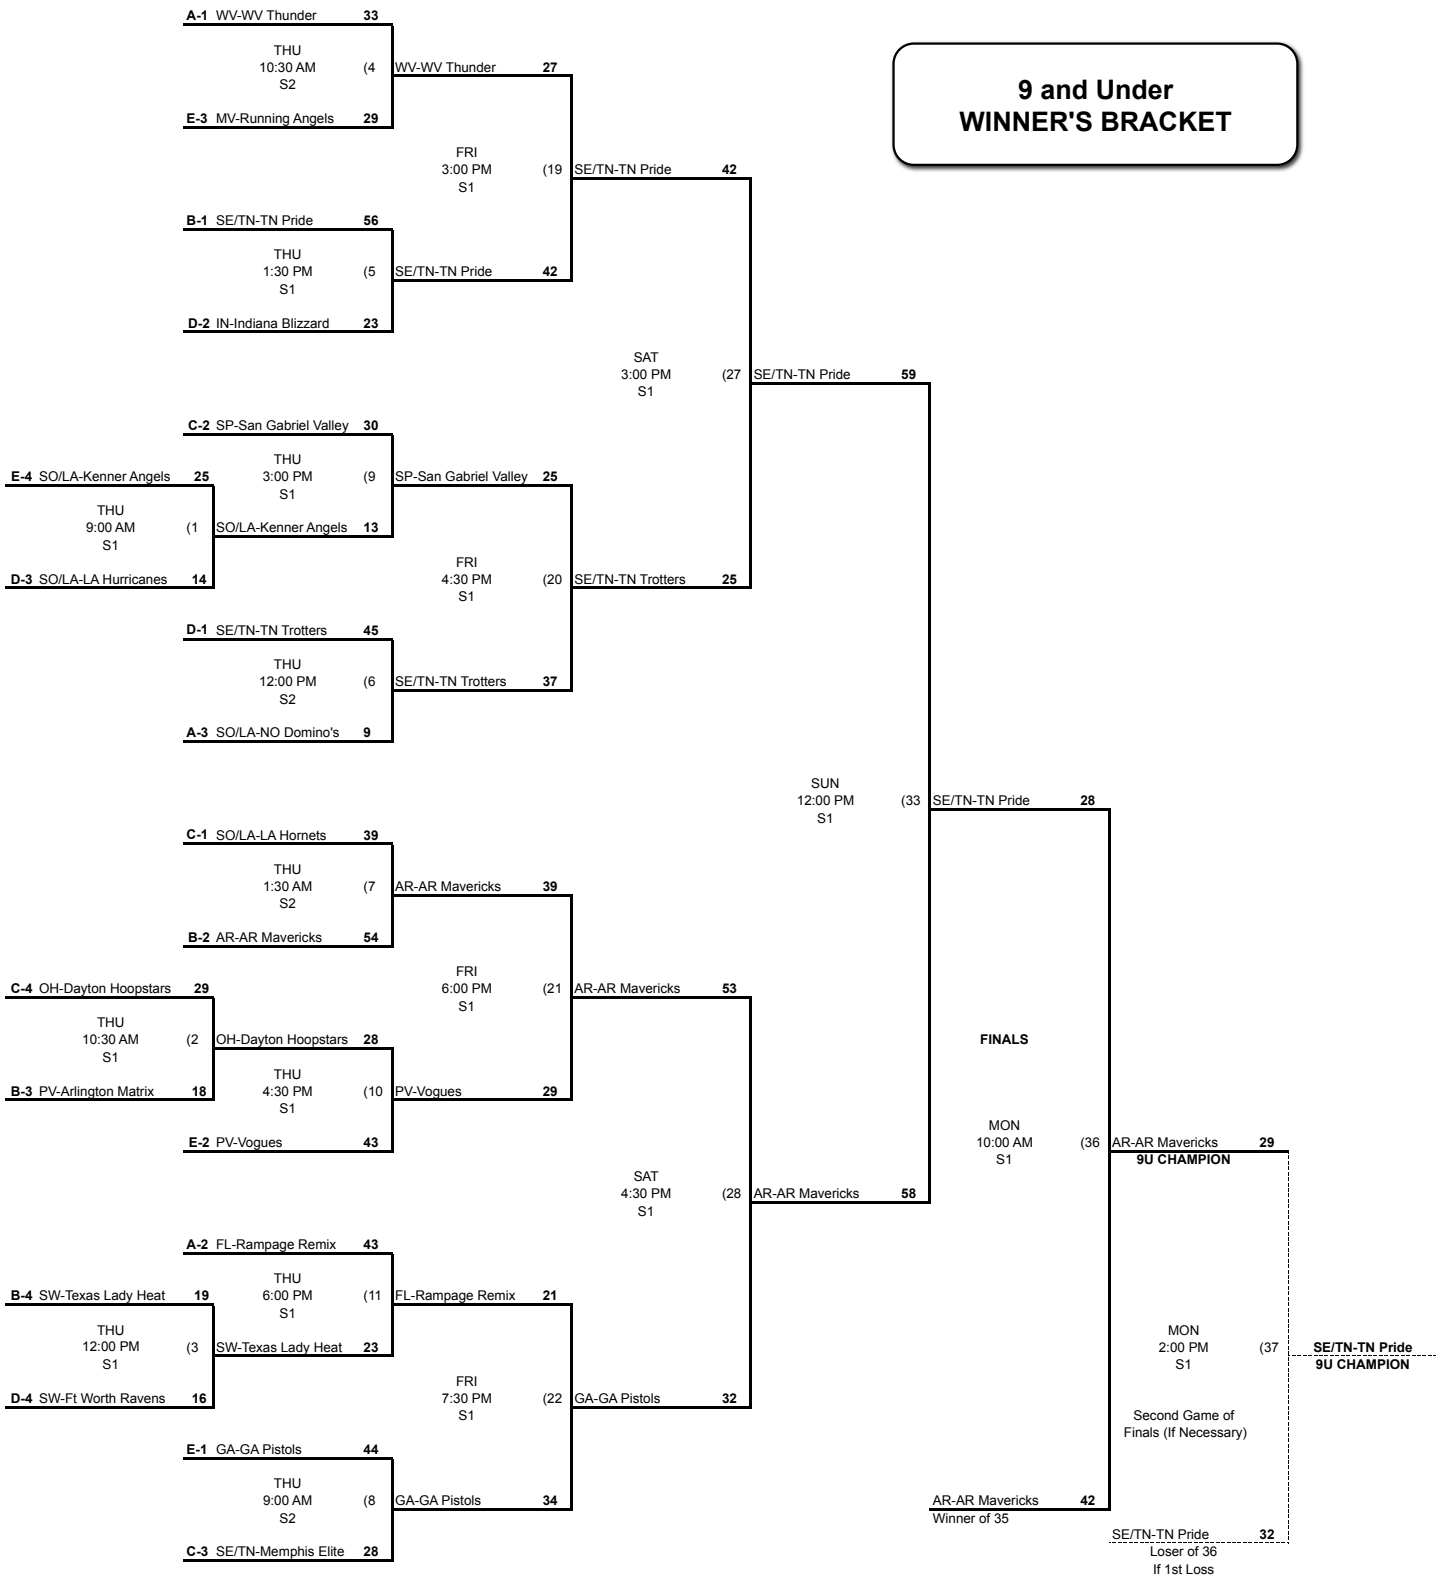 A-1 WV-WV Thunder 33
THU
10:30 AM (4 WV-WV Thunder 27
S2
9 and Under
WINNER'S BRACKET
E-3 MV-Running Angels 29
FRI
3:00 PM (19 SE/TN-TN Pride 42
S1
B-1 SE/TN-TN Pride 56
THU
1:30 PM (5 SE/TN-TN Pride 42
S1
D-2 IN-Indiana Blizzard 23
SAT
3:00 PM (27 SE/TN-TN Pride 59
S1
C-2 SP-San Gabriel Valley 30
THU
E-4 SO/LA-Kenner Angels 25 3:00 PM (9 SP-San Gabriel Valley 25
S1
THU
9:00 AM (1 SO/LA-Kenner Angels 13
S1
FRI
D-3 SO/LA-LA Hurricanes 14 4:30 PM (20 SE/TN-TN Trotters 25
S1
D-1 SE/TN-TN Trotters 45
THU
12:00 PM (6 SE/TN-TN Trotters 37
S2
A-3 SO/LA-NO Domino's 9
SUN
12:00 PM (33 SE/TN-TN Pride 28
S1
C-1 SO/LA-LA Hornets 39
THU
1:30 AM (7 AR-AR Mavericks 39
S2
B-2 AR-AR Mavericks 54
FRI
C-4 OH-Dayton Hoopstars 29 6:00 PM (21 AR-AR Mavericks 53
S1
THU
10:30 AM (2 OH-Dayton Hoopstars 28 FINALS
S1
THU
B-3 PV-Arlington Matrix 18 4:30 PM (10 PV-Vogues 29
S1
MON
E-2 PV-Vogues 43 10:00 AM (36 AR-AR Mavericks 29
S1 9U CHAMPION
SAT
4:30 PM (28 AR-AR Mavericks 58
S1
A-2 FL-Rampage Remix 43
THU
B-4 SW-Texas Lady Heat 19 6:00 PM (11 FL-Rampage Remix 21
S1
THU MON
12:00 PM (3 SW-Texas Lady Heat 23 2:00 PM (37 SE/TN-TN Pride
S1 S1 9U CHAMPION
FRI
D-4 SW-Ft Worth Ravens 16 7:30 PM (22 GA-GA Pistols 32
S1
Second Game of
Finals (If Necessary)
E-1 GA-GA Pistols 44
THU
9:00 AM (8 GA-GA Pistols 34 AR-AR Mavericks 42
S2 Winner of 35
SE/TN-TN Pride 32
C-3 SE/TN-Memphis Elite 28 Loser of 36
If 1st Loss